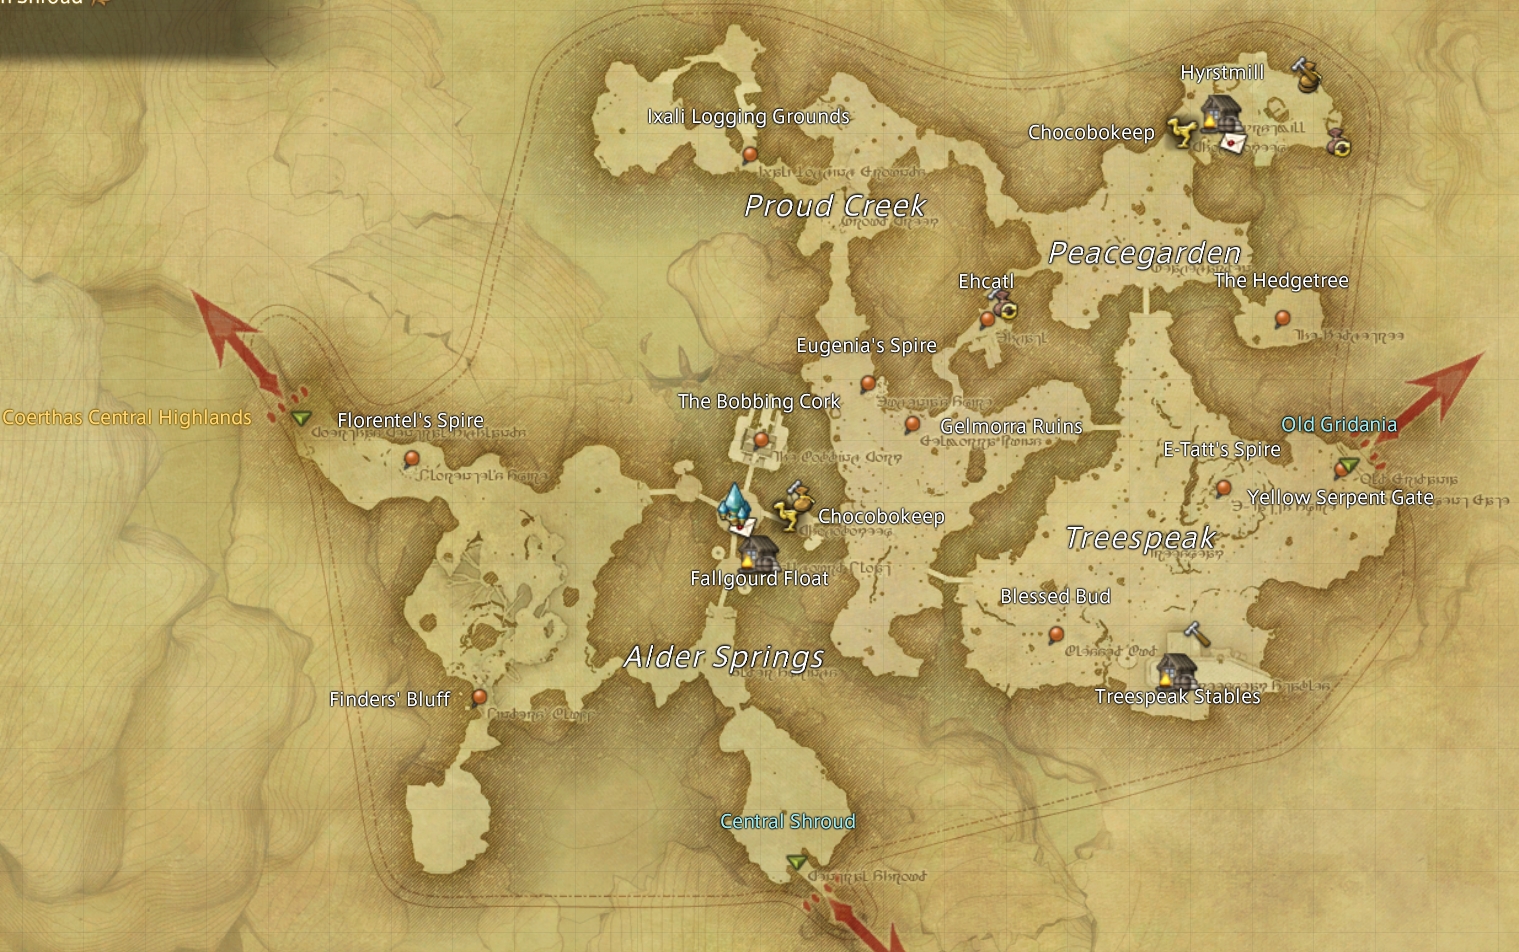 Hyrstmill
Ixali Logging Grounds
Chocobokeep
Proud Creek
Peacegarden
Ehcatl
The Hedgetree
Eugenia's Spire
The Bobbing Cork
Coerthas Central Highlands
Florentel's Spire
Gelmorra Ruins
Old Gridania
E-Tatt's Spire
Yellow Serpent Gate
Chocobokeep
Treespeak
Fallgourd Float
Blessed Bud
Alder Springs
Finders' Bluff
Treespeak Stables
Central Shroud